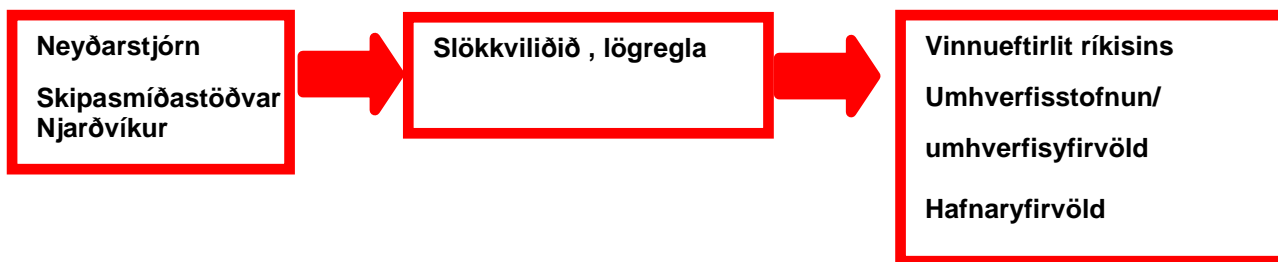 Neyðarstjórn
Skipasmíðastöðvar
Njarðvíkur
Slökkviliðið , lögregla
Vinnueftirlit ríkisins
Umhverfisstofnun/
umhverfisyfirvöld
Hafnaryfirvöld